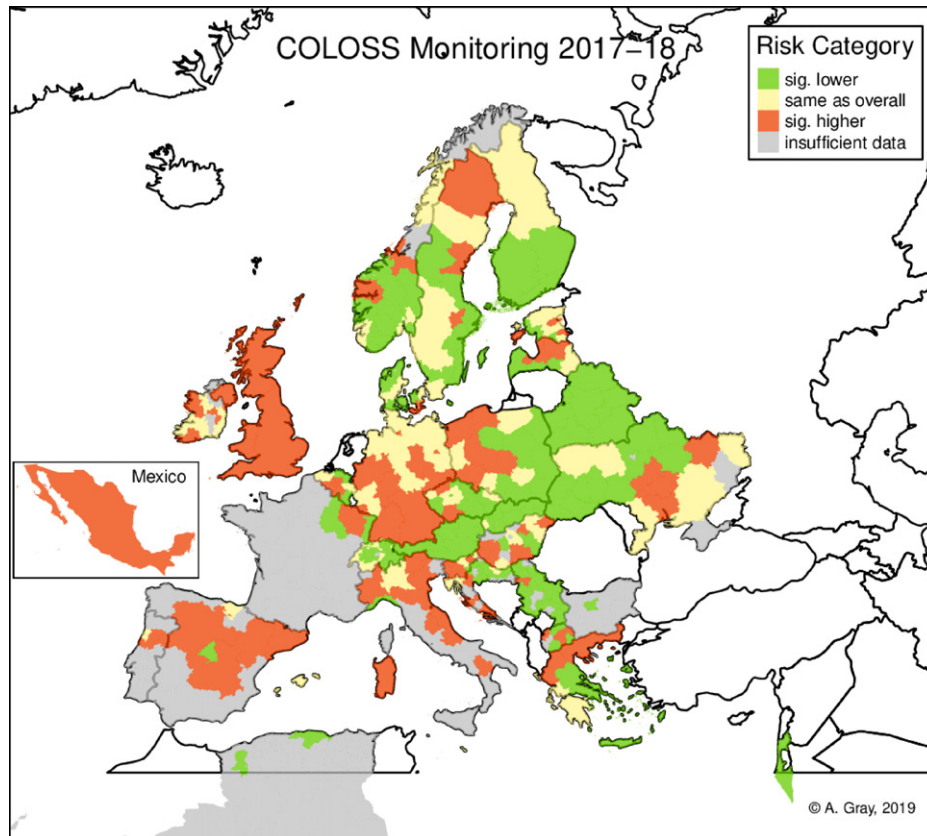 COLOSS Monitoring 2017–18
Risk Category
sig. lower
same as overall
sig. higher
insufficient data
Mexico
© A. Gray, 2019